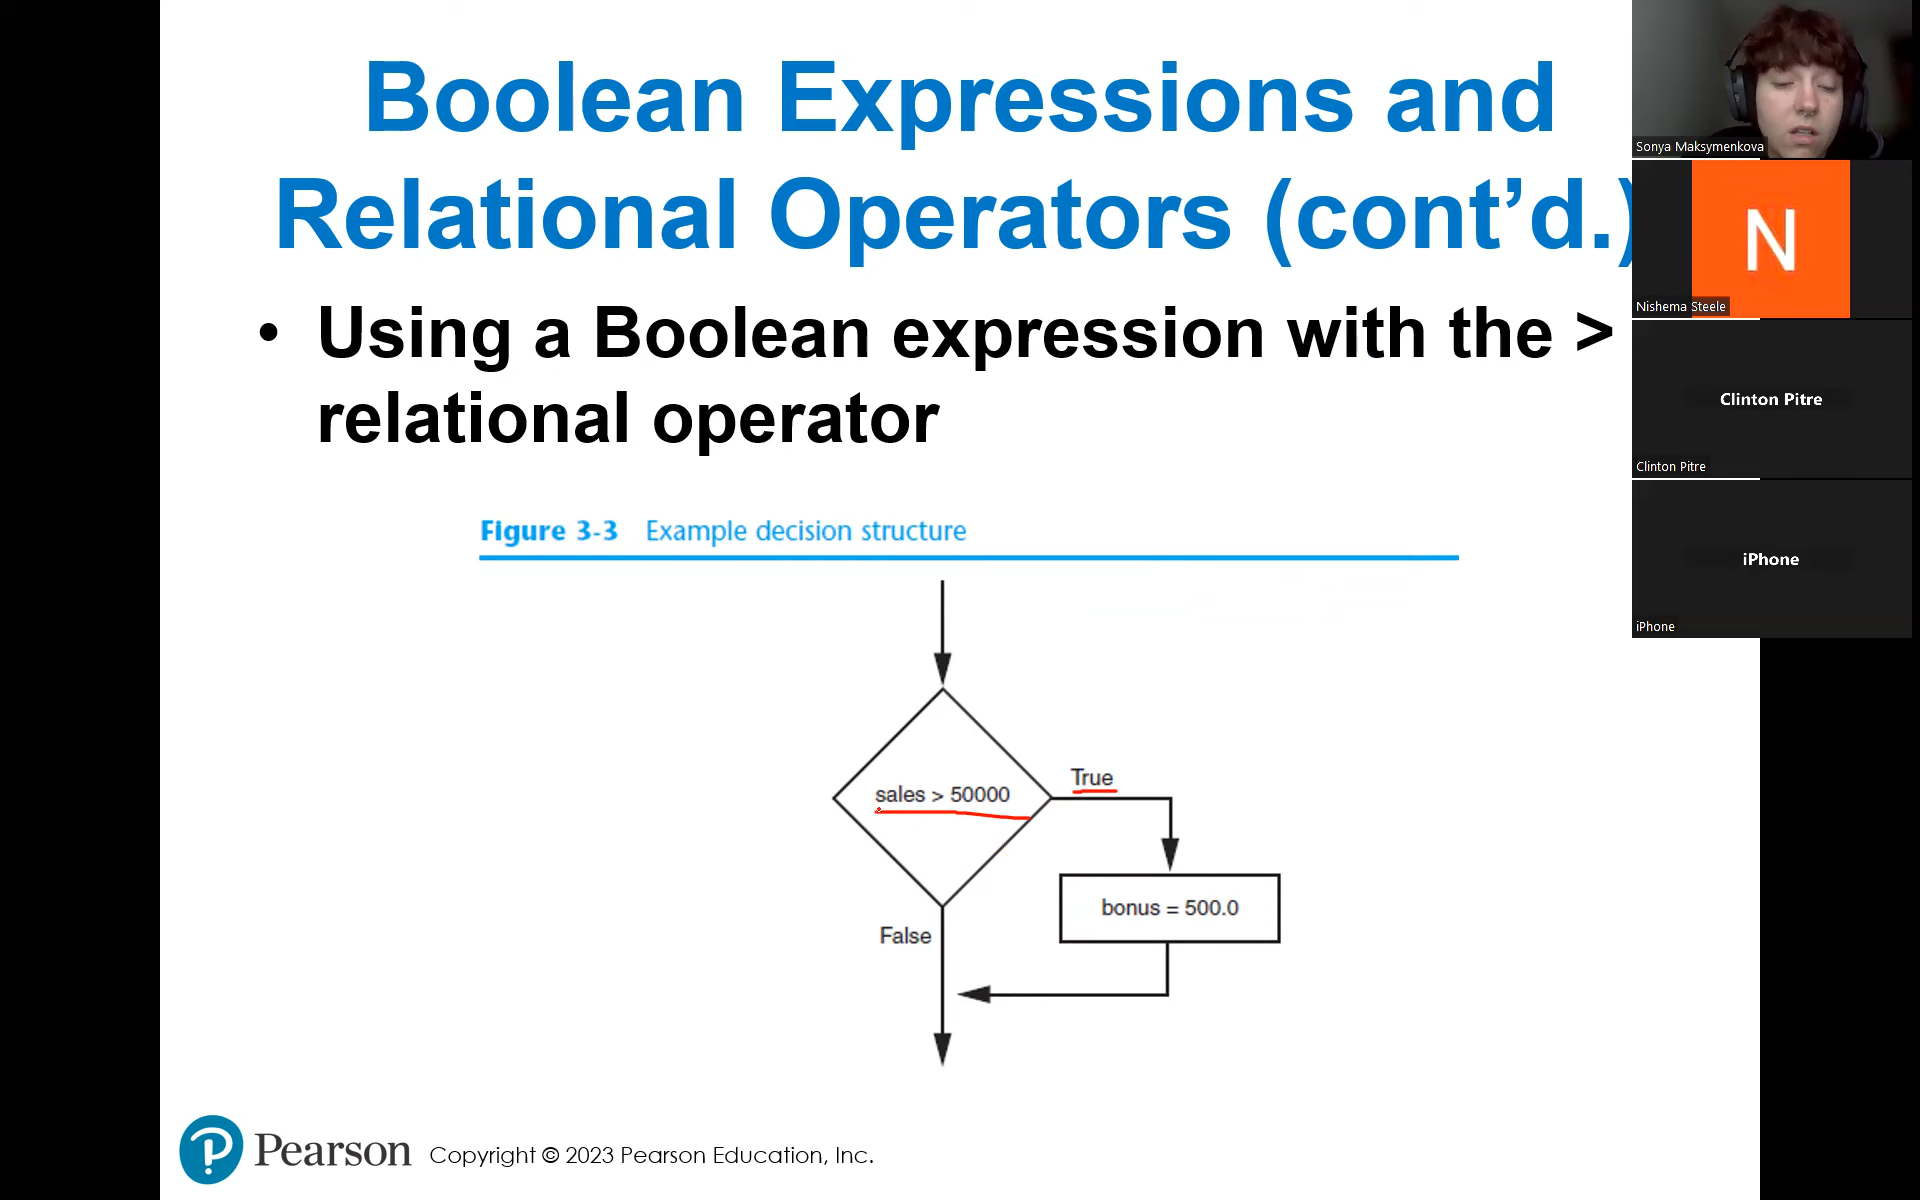 Boolean Expressions and
Relational Operators (cont’d.)
• Using a Boolean expression with the >
relational operator
Figure 3-3 Example decision structure
sales > 50000
True
bonus = 500.0
False
Pearson
Copyright © 2023 Pearson Education, Inc.
Sonya Maksymenkova
N
Nishema Steele
Clinton Pitre
Clinton Pitre
iPhone
iPhone